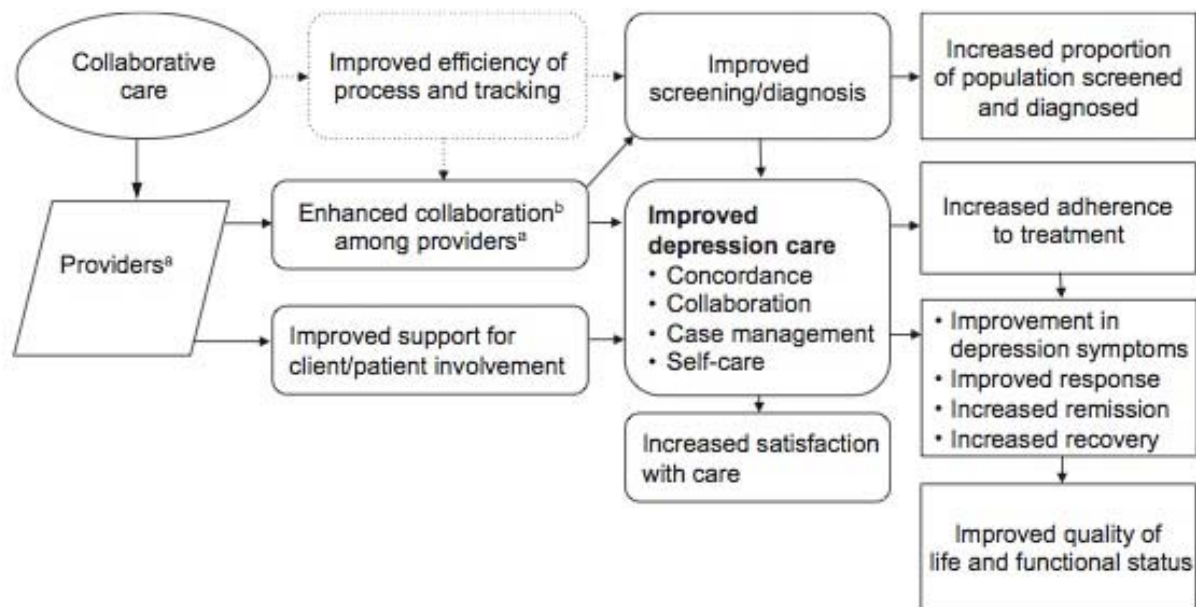 Collaborative
care
Improved efficiency of
process and tracking
Improved
screening/diagnosis
Increased proportion
of population screened
and diagnosed
Providersᵃ
Enhanced collaborationᵇ
among providersᵃ
Improved support for
client/patient involvement
Improved
depression care
• Concordance
• Collaboration
• Case management
• Self-care
Increased satisfaction
with care
Increased adherence
to treatment
• Improvement in
depression symptoms
• Improved response
• Increased remission
• Increased recovery
Improved quality of
life and functional status